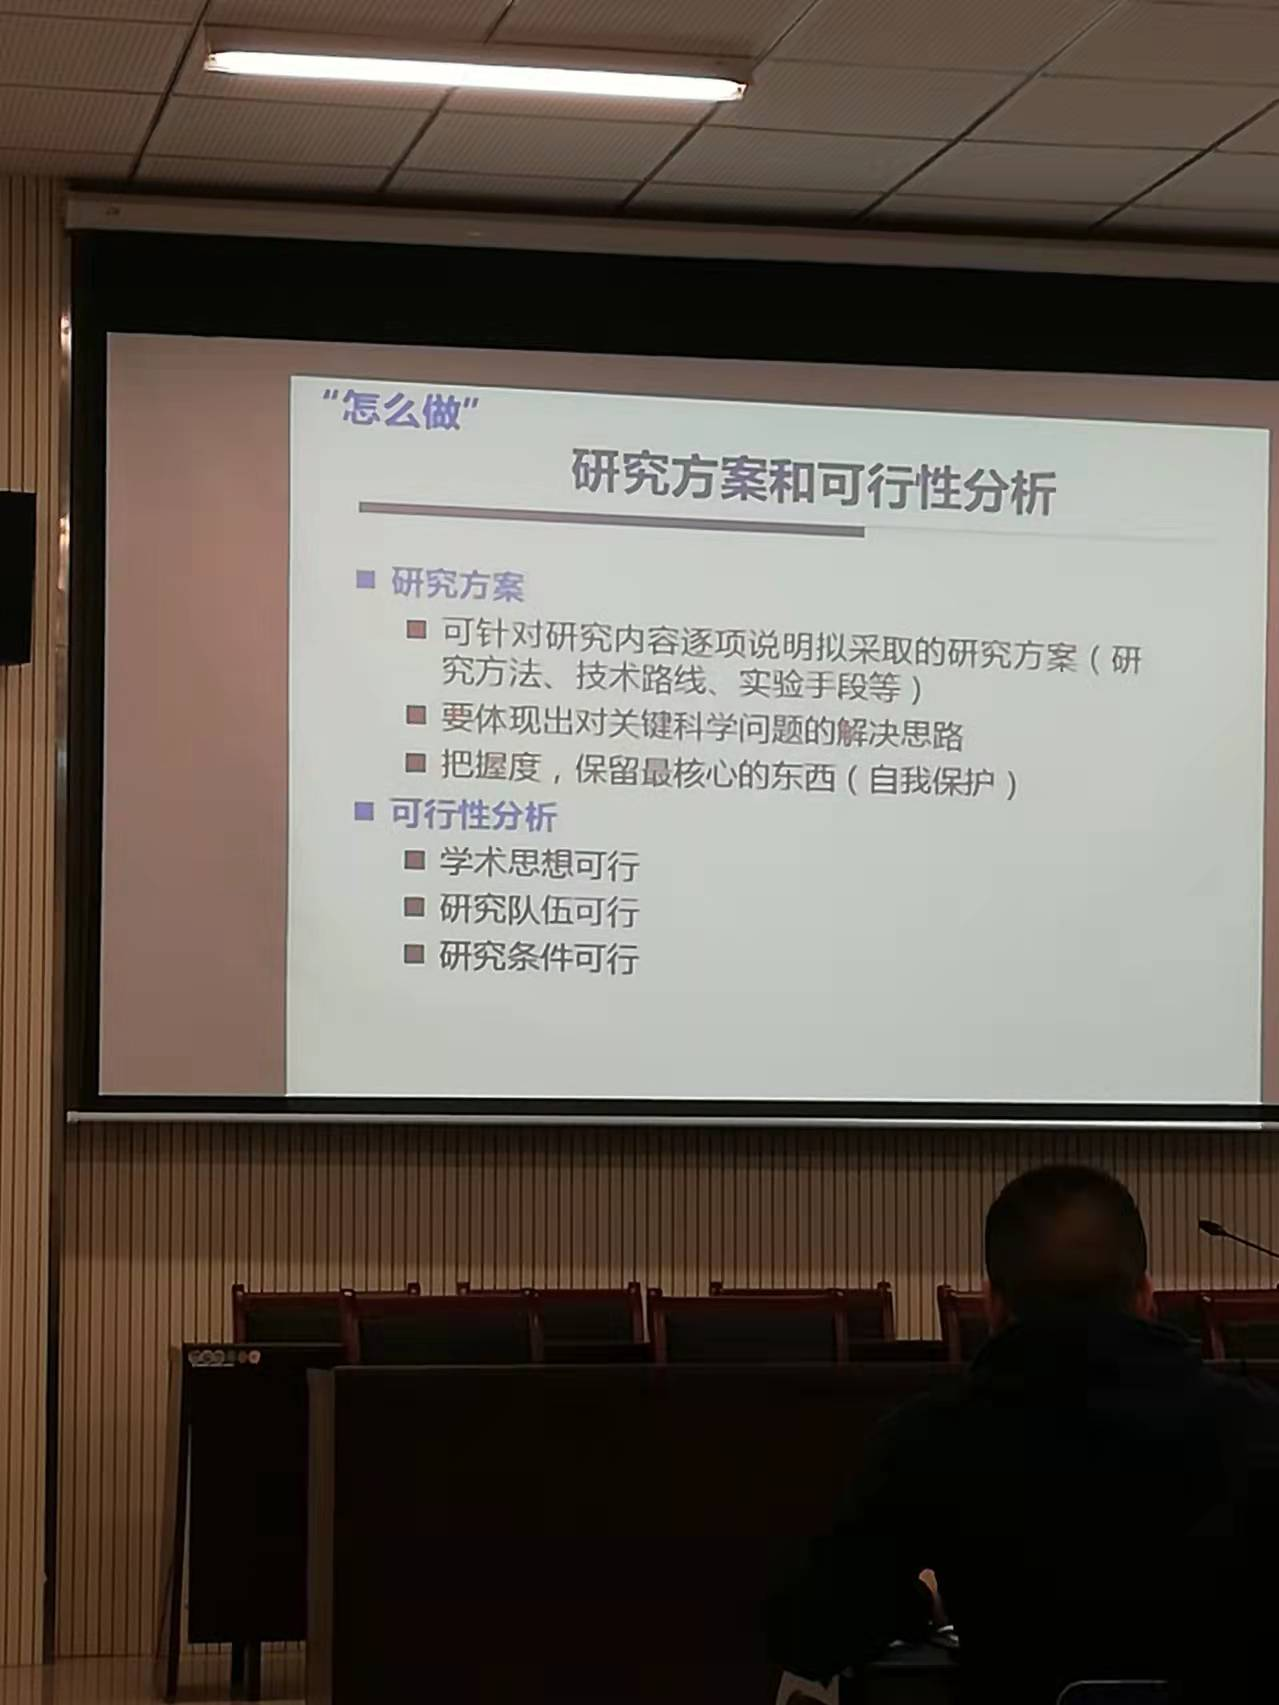 “怎么做”
研究方案和可行性分析
研究方案
可针对研究内容逐项说明拟采取的研究方案（研
究方法、技术路线、实验手段等）
要体现出对关键科学问题的解决思路
把握度，保留最核心的东西（自我保护）
可行性分析
学术思想可行
研究队伍可行
研究条件可行